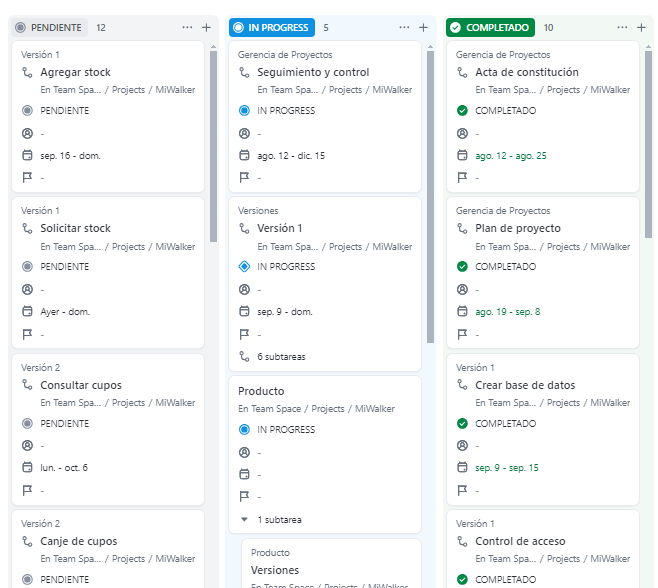 PENDIENTE 12
Versión 1
Agregar stock
En Team Spa... / Projects / MiWalker
PENDIENTE
-
sep. 16 - dom.
-
Versión 1
Solicitar stock
En Team Spa... / Projects / MiWalker
PENDIENTE
-
Ayer - dom.
-
Versión 2
Consultar cupos
En Team Spa... / Projects / MiWalker
PENDIENTE
-
lun. - oct. 6
-
Versión 2
Canje de cupos
En Team Spa... / Projects / MiWalker
PENDIENTE
IN PROGRESS 5
Gerencia de Proyectos
Seguimiento y control
En Team Spa... / Projects / MiWalker
IN PROGRESS
-
ago. 12 - dic. 15
-
Versiones
Versión 1
En Team Spa... / Projects / MiWalker
IN PROGRESS
-
sep. 9 - dom.
-
6 subtareas
Producto
En Team Space / Projects / MiWalker
IN PROGRESS
-
-
-
1 subtarea
Producto
Versiones
En Team Space / Projects / MiWalker
COMPLETADO 10
Gerencia de Proyectos
Acta de constitución
En Team Spa... / Projects / MiWalker
COMPLETADO
-
ago. 12 - ago. 25
-
Gerencia de Proyectos
Plan de proyecto
En Team Spa... / Projects / MiWalker
COMPLETADO
-
ago. 19 - sep. 8
-
Versión 1
Crear base de datos
En Team Spa... / Projects / MiWalker
COMPLETADO
-
sep. 9 - sep. 15
-
Versión 1
Control de acceso
En Team Spa... / Projects / MiWalker
COMPLETADO